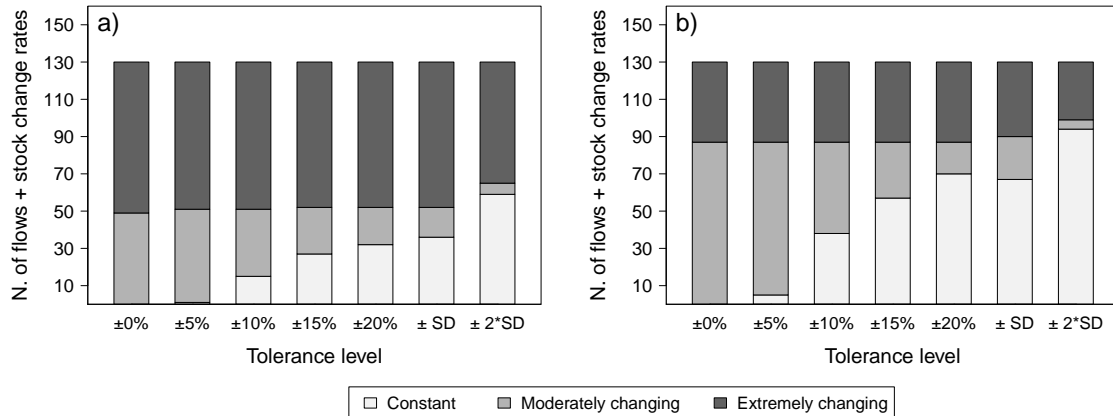 a)
N. of flows + stock change rates
150
130
110
90
70
50
30
10
±0% ±5% ±10% ±15% ±20% ± SD ± 2*SD
Tolerance level
b)
N. of flows + stock change rates
150
130
110
90
70
50
30
10
±0% ±5% ±10% ±15% ±20% ± SD ± 2*SD
Tolerance level
Constant Moderately changing Extremely changing